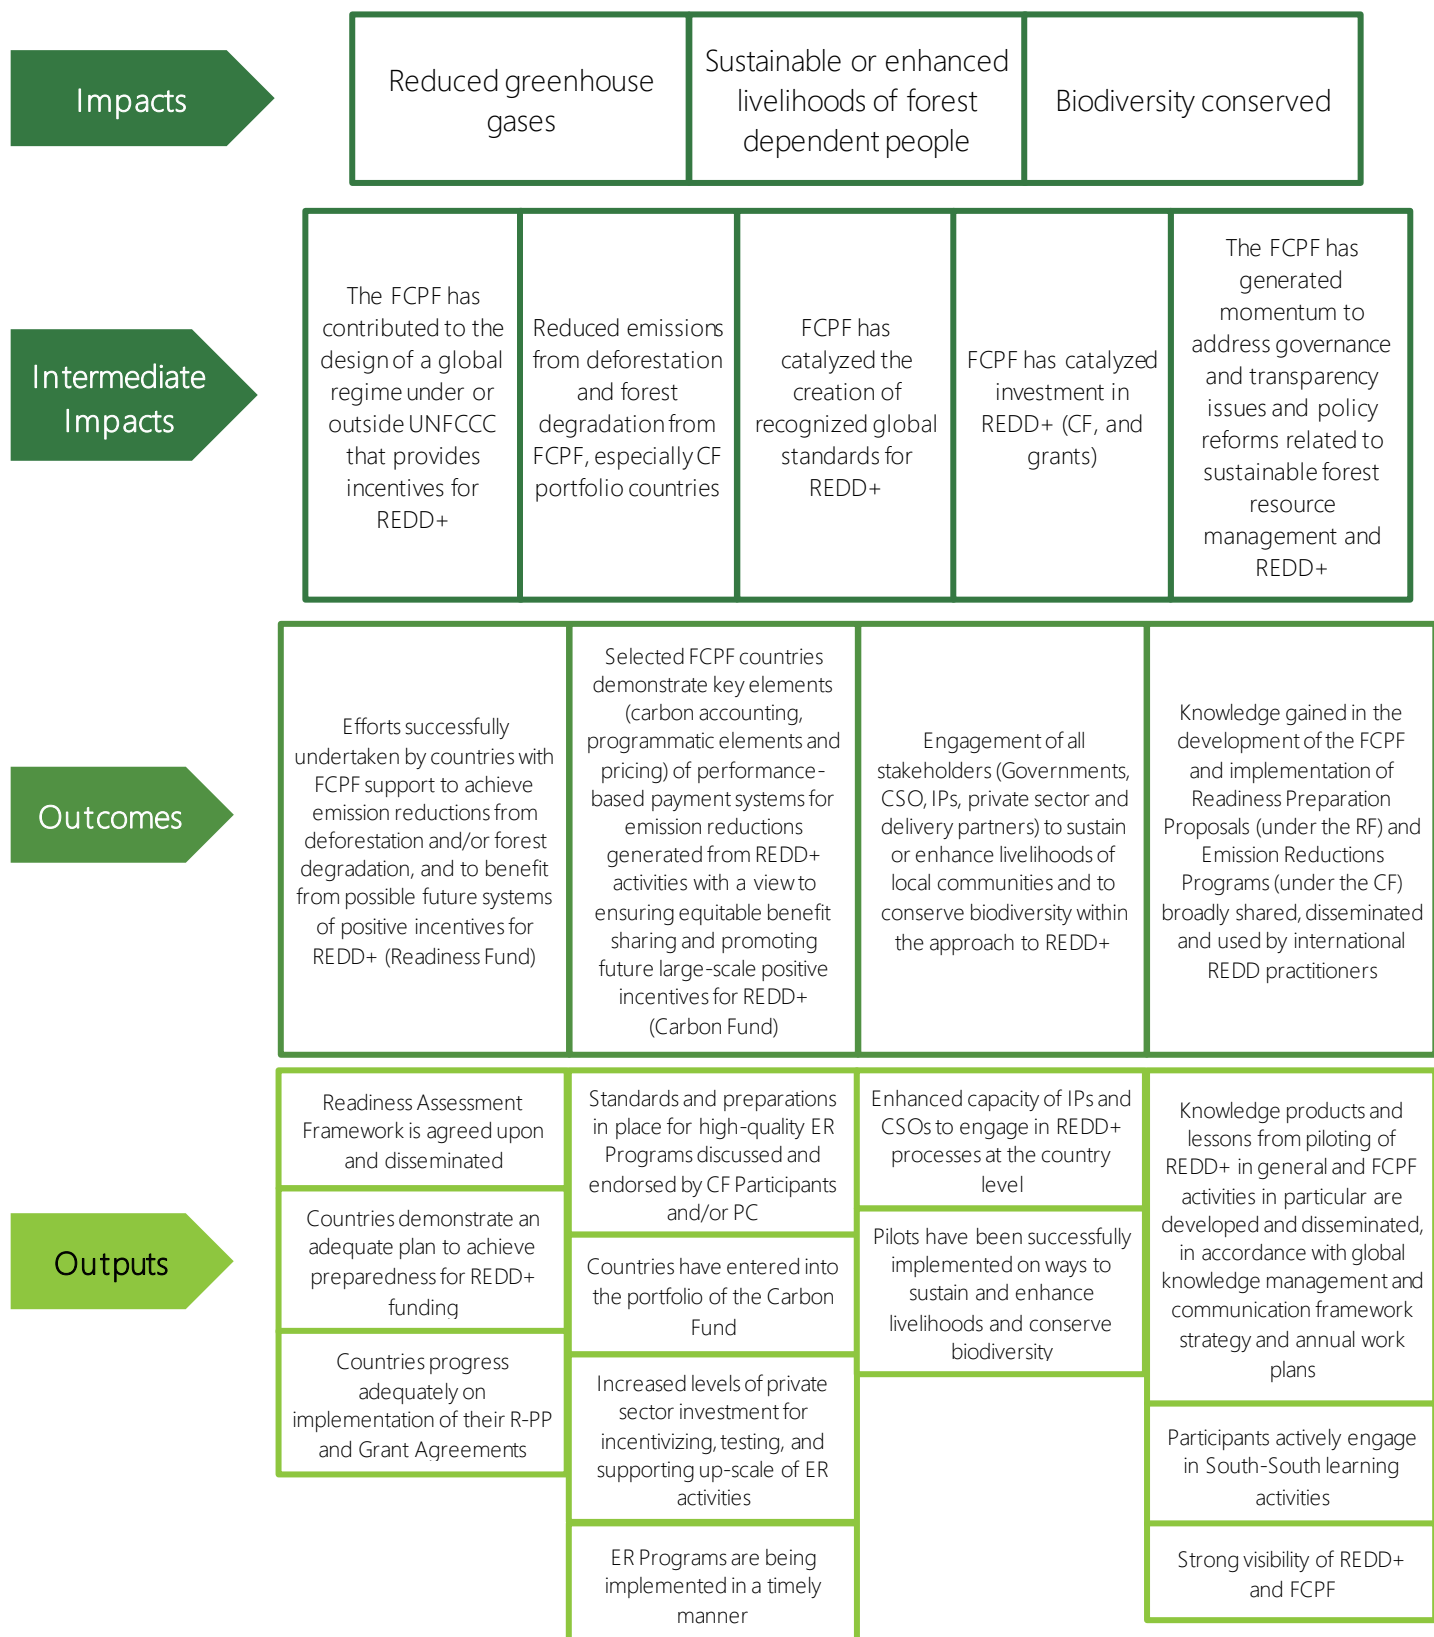 Impacts
Reduced greenhouse
gases
Sustainable or enhanced
livelihoods of forest
dependent people
Biodiversity conserved
Intermediate
Impacts
The FCPF has
contributed to the
design of a global
regime under or
outside UNFCCC
that provides
incentives for
REDD+
Reduced emissions
from deforestation
and forest
degradation from
FCPF, especially CF
portfolio countries
FCPF has
catalyzed the
creation of
recognized global
standards for
REDD+
FCPF has catalyzed
investment in
REDD+ (CF, and
grants)
The FCPF has
generated
momentum to
address governance
and transparency
issues and policy
reforms related to
sustainable forest
resource
management and
REDD+
Outcomes
Efforts successfully
undertaken by countries with
FCPF support to achieve
emission reductions from
deforestation and/or forest
degradation, and to benefit
from possible future systems
of positive incentives for
REDD+ (Readiness Fund)
Selected FCPF countries
demonstrate key elements
(carbon accounting,
programmatic elements and
pricing) of performance-
based payment systems for
emission reductions
generated from REDD+
activities with a view to
ensuring equitable benefit
sharing and promoting
future large-scale positive
incentives for REDD+
(Carbon Fund)
Engagement of all
stakeholders (Governments,
CSO, IPs, private sector and
delivery partners) to sustain
or enhance livelihoods of
local communities and to
conserve biodiversity within
the approach to REDD+
Knowledge gained in the
development of the FCPF
and implementation of
Readiness Preparation
Proposals (under the RF) and
Emission Reductions
Programs (under the CF)
broadly shared, disseminated
and used by international
REDD practitioners
Outputs
Readiness Assessment
Framework is agreed upon
and disseminated
Countries demonstrate an
adequate plan to achieve
preparedness for REDD+
funding
Countries progress
adequately on
implementation of their R-PP
and Grant Agreements
Standards and preparations
in place for high-quality ER
Programs discussed and
endorsed by CF Participants
and/or PC
Countries have entered into
the portfolio of the Carbon
Fund
Increased levels of private
sector investment for
incentivizing, testing, and
supporting up-scale of ER
activities
ER Programs are being
implemented in a timely
manner
Enhanced capacity of IPs and
CSOs to engage in REDD+
processes at the country
level
Pilots have been successfully
implemented on ways to
sustain and enhance
livelihoods and conserve
biodiversity
Knowledge products and
lessons from piloting of
REDD+ in general and FCPF
activities in particular are
developed and disseminated,
in accordance with global
knowledge management and
communication framework
strategy and annual work
plans
Participants actively engage
in South-South learning
activities
Strong visibility of REDD+
and FCPF